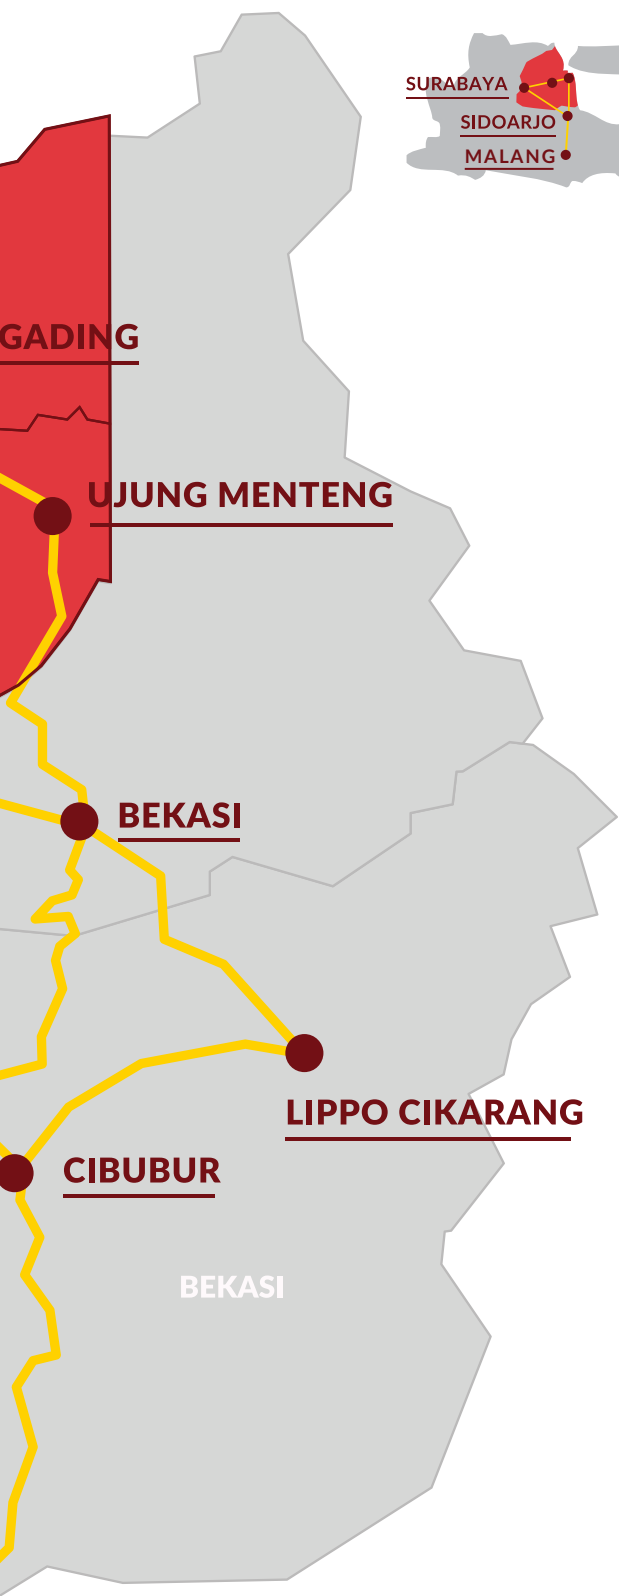 SURABAYA
SIDOARJO
MALANG
GADING
UJUNG MENTENG
BEKASI
LIPPO CIKARANG
CIBUBUR
BEKASI